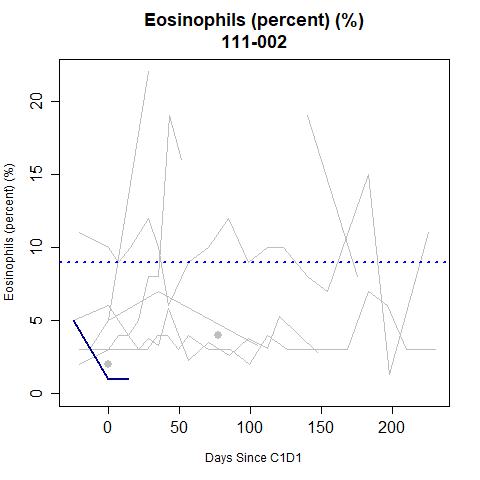 Eosinophils (percent) (%)
111-002
Eosinophils (percent) (%)
20
15
10
5
0
0 50 100 150 200
Days Since C1D1